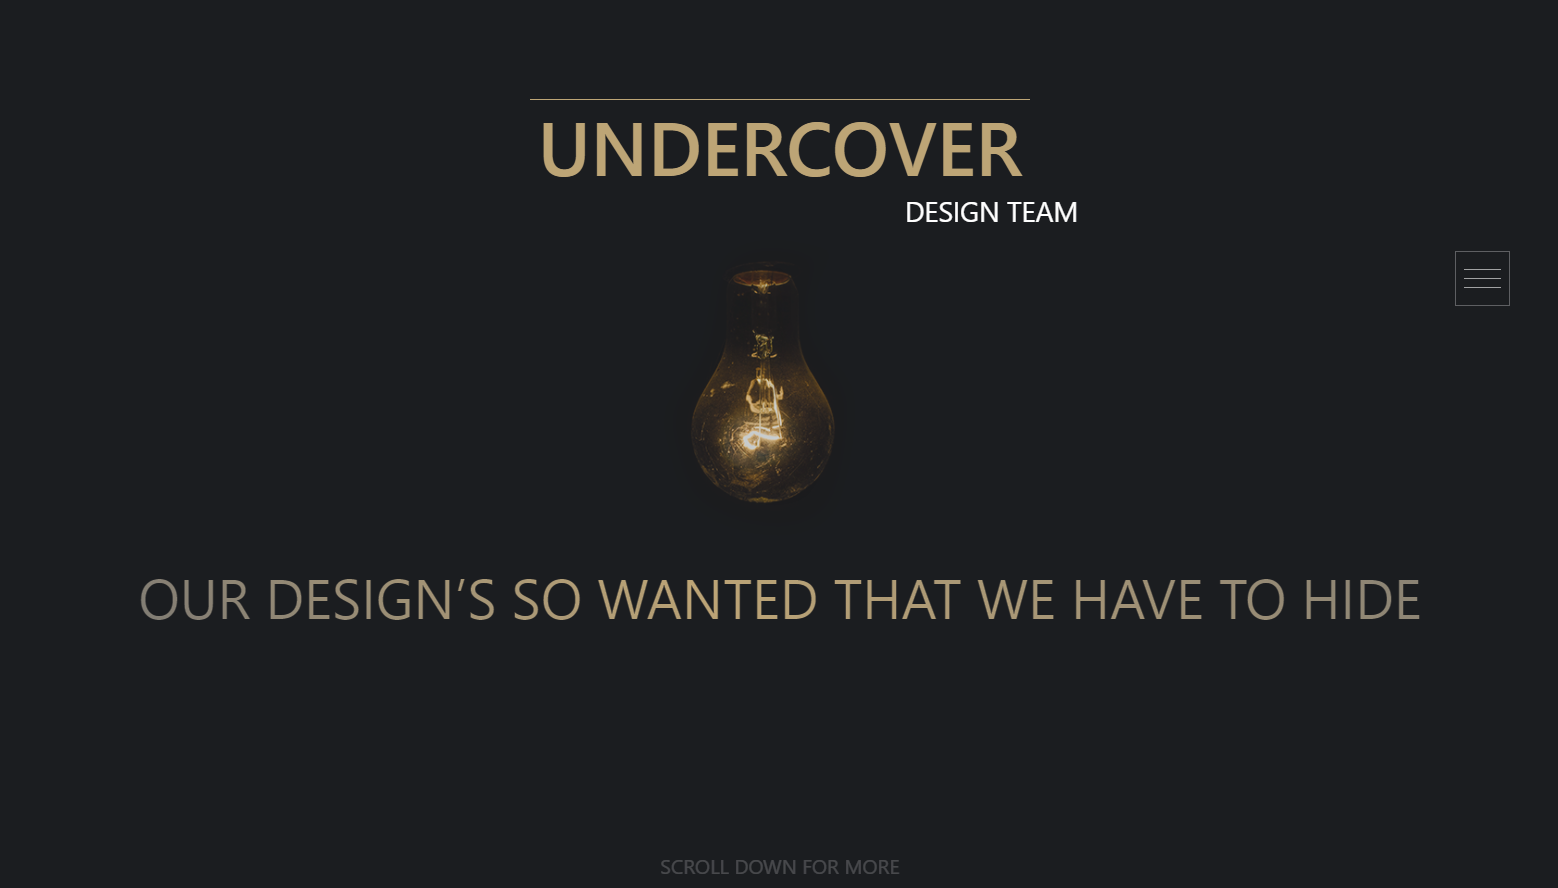 UNDERCOVER
DESIGN TEAM
OUR DESIGN’S SO WANTED THAT WE HAVE TO HIDE
SCROLL DOWN FOR MORE